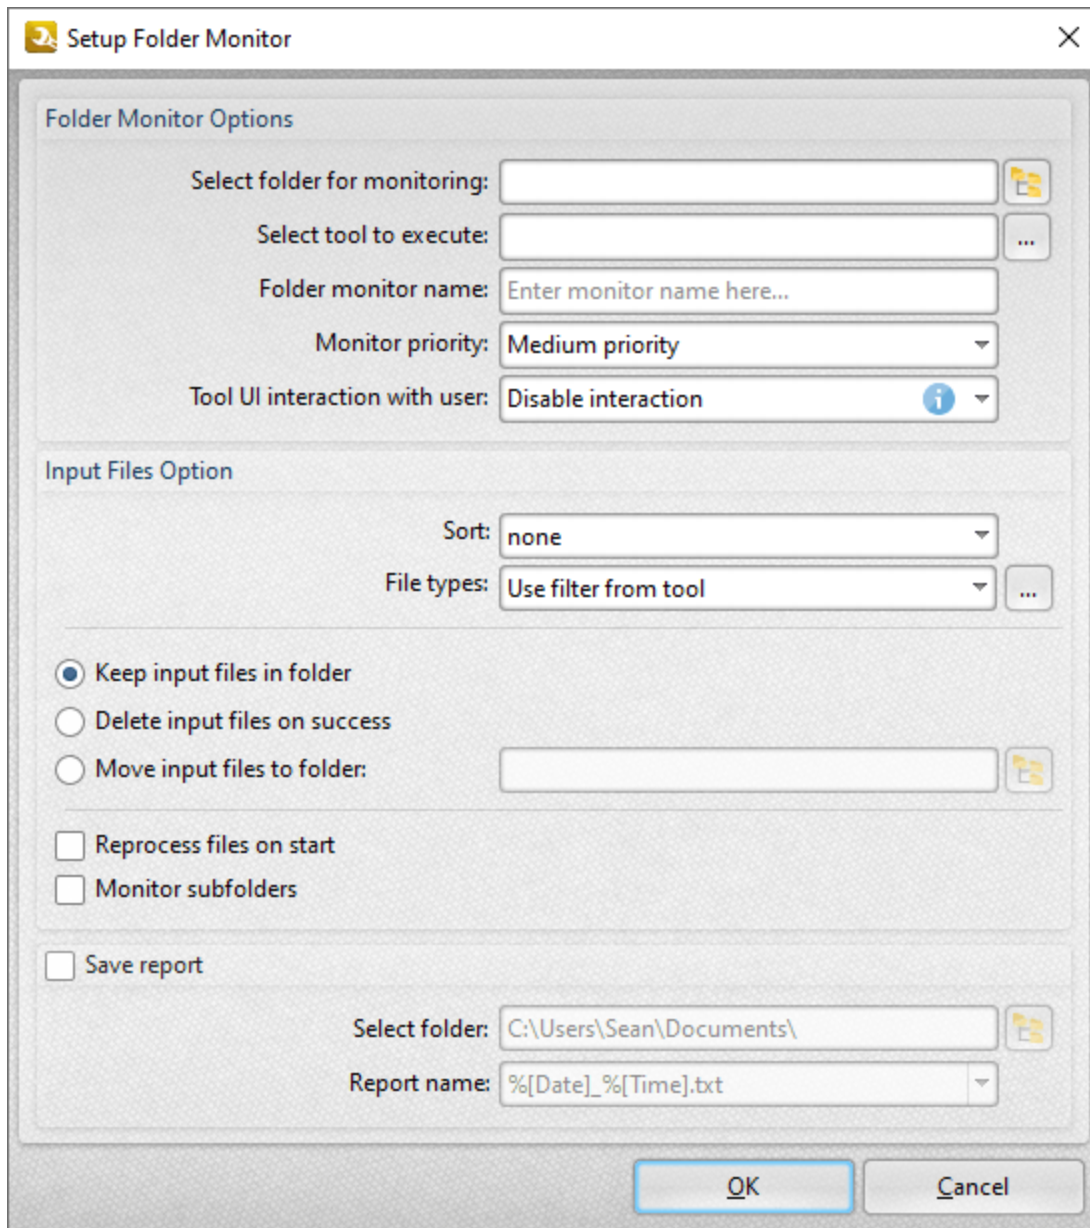 Setup Folder Monitor
Folder Monitor Options
Select folder for monitoring:
Select tool to execute: ...
Folder monitor name: Enter monitor name here...
Monitor priority: Medium priority
Tool UI interaction with user: Disable interaction i
Input Files Option
Sort: none
File types: Use filter from tool ...
Keep input files in folder
Delete input files on success
Move input files to folder:
Reprocess files on start
Monitor subfolders
Save report
Select folder: C:\Users\Sean\Documents\
Report name: %[Date]_%[Time].txt
OK Cancel